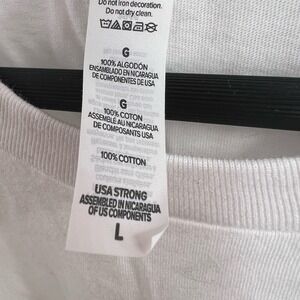 Do not iron decoration.
Do not dry clean.
G
100% ALGODÓN
ENSAMBLADO EN NICARAGUA
DE COMPONENTES DE USA
G
100% COTON
ASSEMBLÉ AU NICARAGUA
DE COMPOSANTS USA
100% COTTON
USA STRONG
ASSEMBLED IN NICARAGUA
OF US COMPONENTS
L